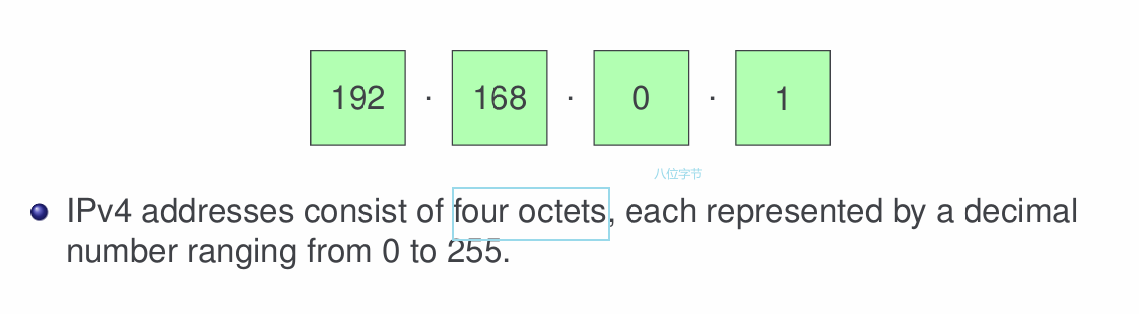 192 . 168 . 0 . 1
八位字节
IPv4 addresses consist of four octets, each represented by a decimal
number ranging from 0 to 255.